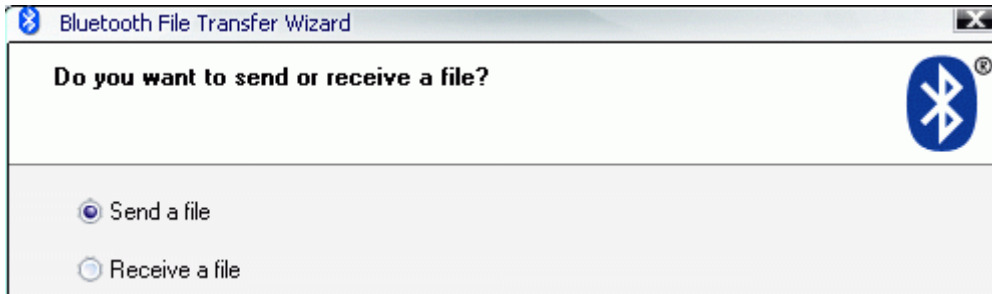 Bluetooth File Transfer Wizard
Do you want to send or receive a file?
®
Send a file
Receive a file